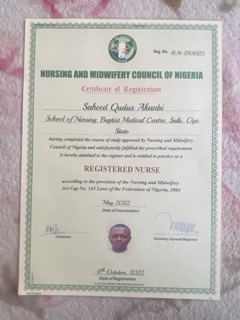 Reg. No. R.N-210023
NURSING AND MIDWIFERY COUNCIL OF NIGERIA
Certificate of Registration
Saheed Qudus Akanbi
School of Nursing, Baptist Medical Centre, Saki, Oyo
State
having completed the course of study approved by Nursing and Midwifery
Council of Nigeria and satisfactorily fulfilled the prescribed requirement
is hereby admitted to the register and is entitled to practice as a
REGISTERED NURSE
according to the provision of the Nursing and Midwifery
Act Cap No. 143 Laws of the Federation of Nigeria, 2004
May 2022
Date of Examination
Chairman
Secretary General/Registrar
6th October, 2022
Date of Registration